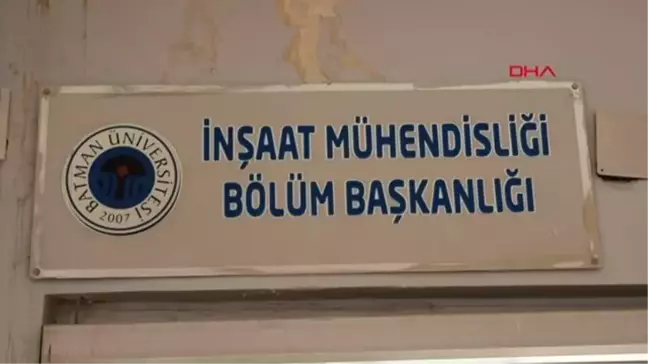 DHA
İNŞAAT MÜHENDİSLİĞİ
BÖLÜM BAŞKANLIĞI
BATMAN ÜNİVERSİTESİ
2007